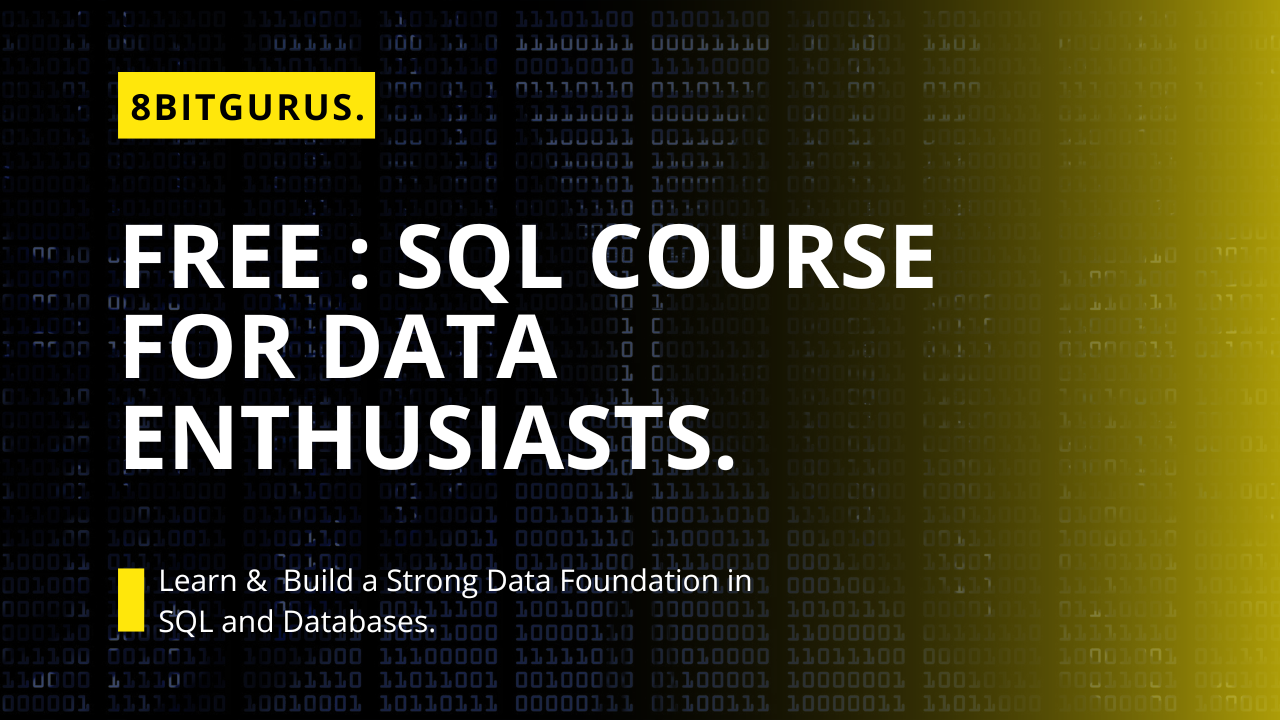 8BITGURUS.
FREE : SQL COURSE
FOR DATA
ENTHUSIASTS.
Learn &  Build a Strong Data Foundation in
SQL and Databases.